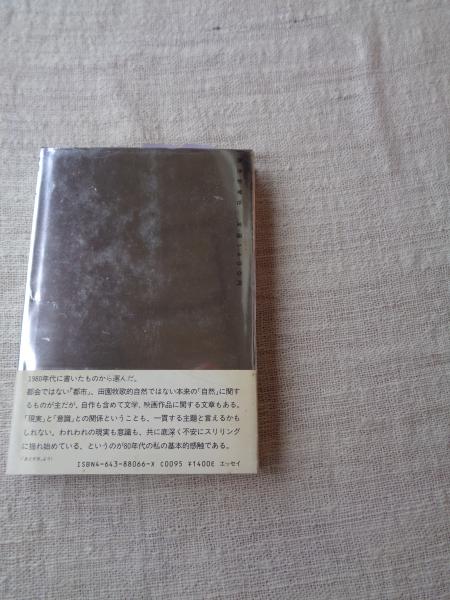 1980年代に書いたものから選んだ。
都会ではない「都市」、田園牧歌的自然ではない本来の「自然」に関す
るものが主だが、自作も含めて文学、映画作品に関する文章もある。
「現実」と「意識」との関係ということも、一貫する主題と言えるかも
しれない。われわれの現実も意識も、共に底深く不安にスリリング
に揺れ始めている、というのが80年代の私の基本的感触である。
ISBN4-643-88066-X C0095 ¥1400E エッセイ